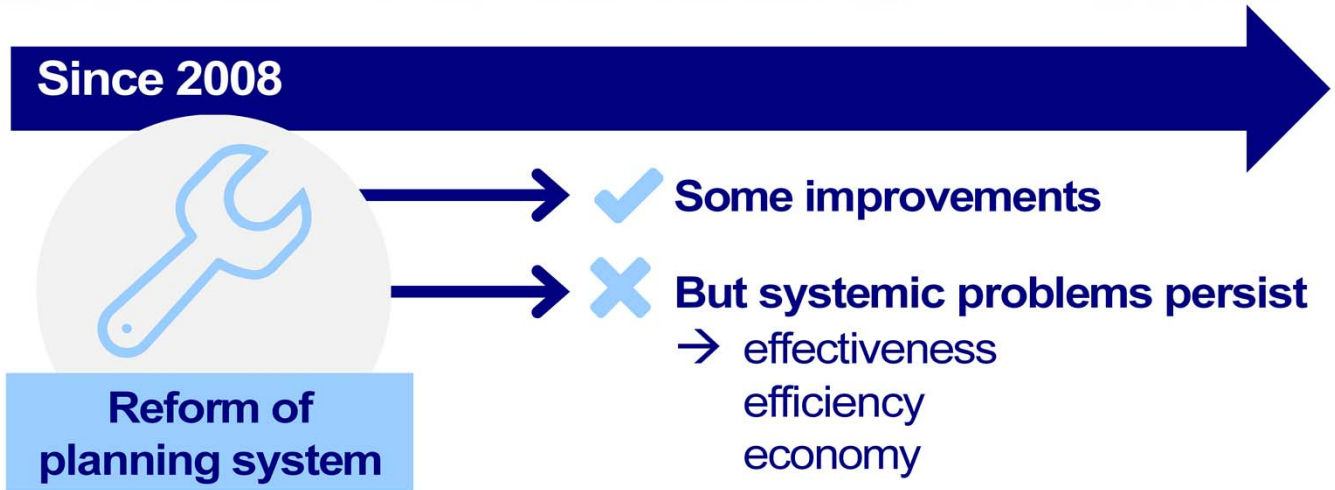 Since 2008
Some improvements
But systemic problems persist
→ effectiveness
efficiency
economy
Reform of
planning system